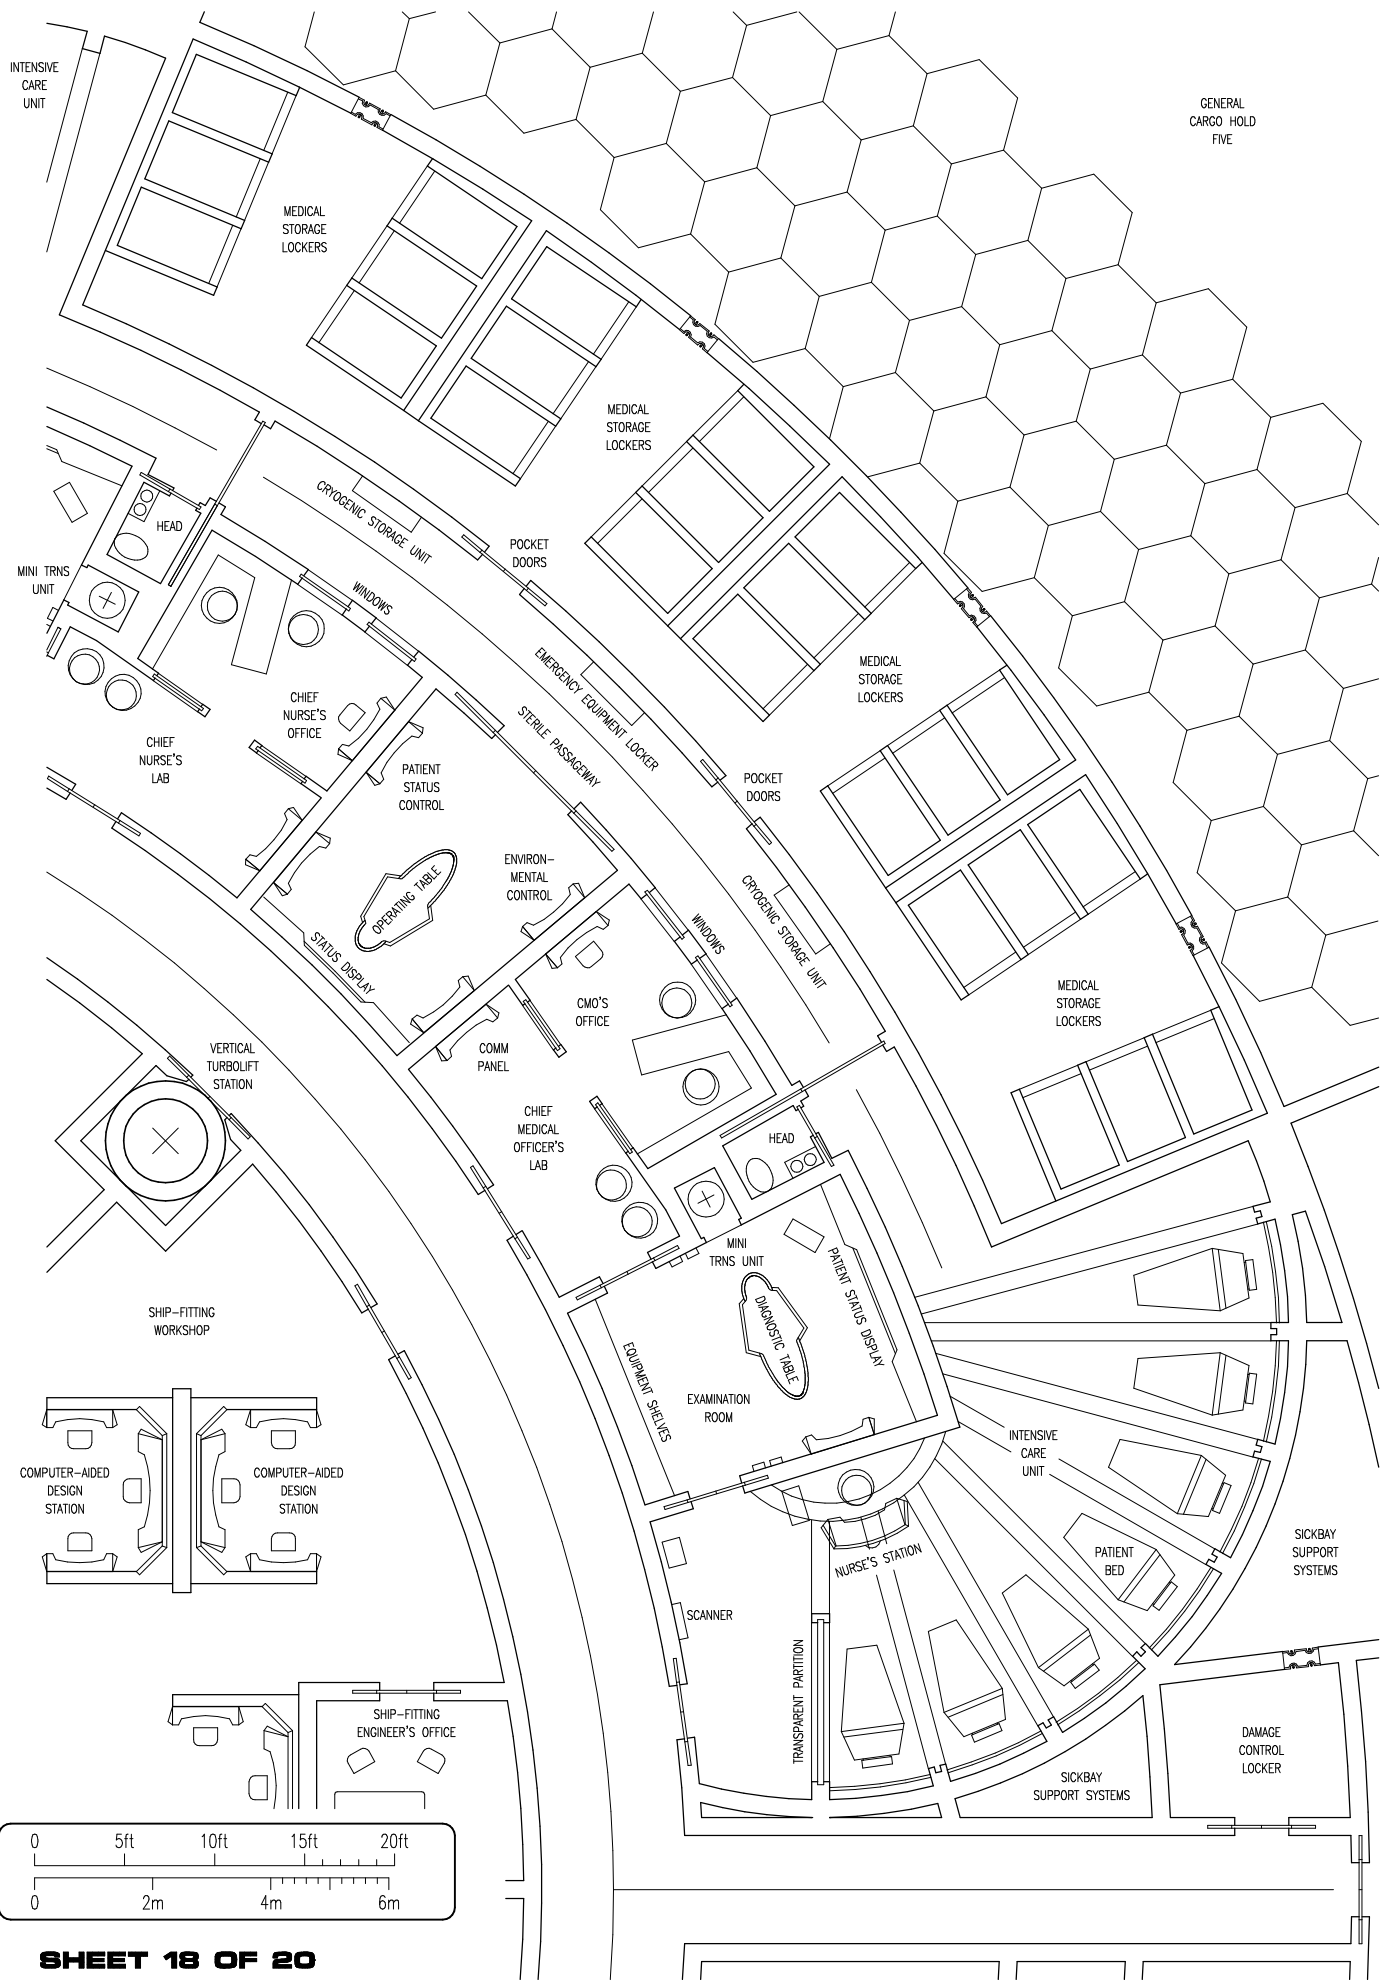 INTENSIVE
CARE
UNIT
GENERAL
CARGO HOLD
FIVE
MEDICAL
STORAGE
LOCKERS
MEDICAL
STORAGE
LOCKERS
CRYOGENIC STORAGE UNIT
HEAD
POCKET
DOORS
MINI TRNS
UNIT
WINDOWS
EMERGENCY EQUIPMENT LOCKER
MEDICAL
STORAGE
LOCKERS
STERILE PASSAGEWAY
CHIEF
NURSE'S
OFFICE
CHIEF
NURSE'S
LAB
PATIENT
STATUS
CONTROL
POCKET
DOORS
ENVIRON-
MENTAL
CONTROL
OPERATING TABLE
STATUS DISPLAY
CRYOGENIC STORAGE UNIT
WINDOWS
MEDICAL
STORAGE
LOCKERS
CMO'S
OFFICE
COMM
PANEL
VERTICAL
TURBOLIFT
STATION
CHIEF
MEDICAL
OFFICER'S
LAB
HEAD
MINI
TRNS UNIT
PATIENT STATUS DISPLAY
DIAGNOSTIC TABLE
SHIP-FITTING
WORKSHOP
EQUIPMENT SHELVES
EXAMINATION
ROOM
INTENSIVE
CARE
UNIT
COMPUTER-AIDED
DESIGN
STATION
COMPUTER-AIDED
DESIGN
STATION
NURSE'S STATION
PATIENT
BED
SICKBAY
SUPPORT
SYSTEMS
SCANNER
TRANSPARENT PARTITION
SHIP-FITTING
ENGINEER'S OFFICE
DAMAGE
CONTROL
LOCKER
SICKBAY
SUPPORT SYSTEMS
0 5ft 10ft 15ft 20ft
0 2m 4m 6m
SHEET 18 OF 20